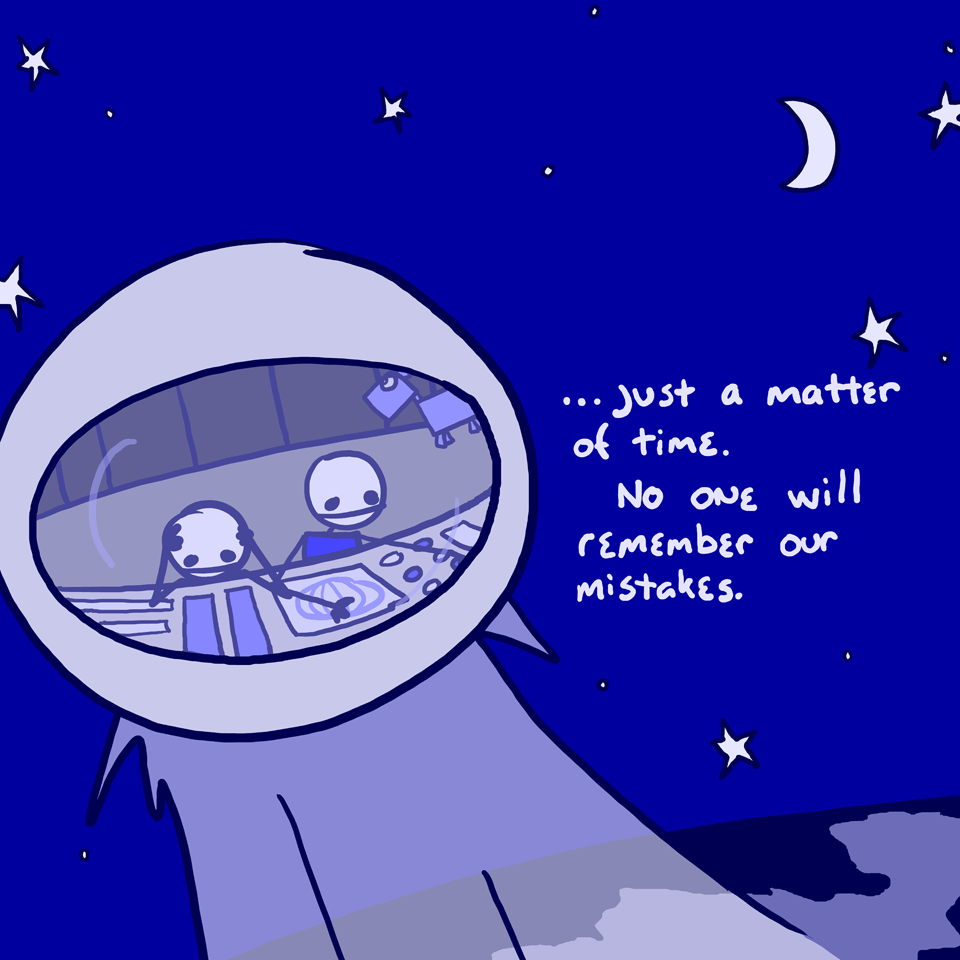 ...just a matter
of time.
No one will
remember our
mistakes.